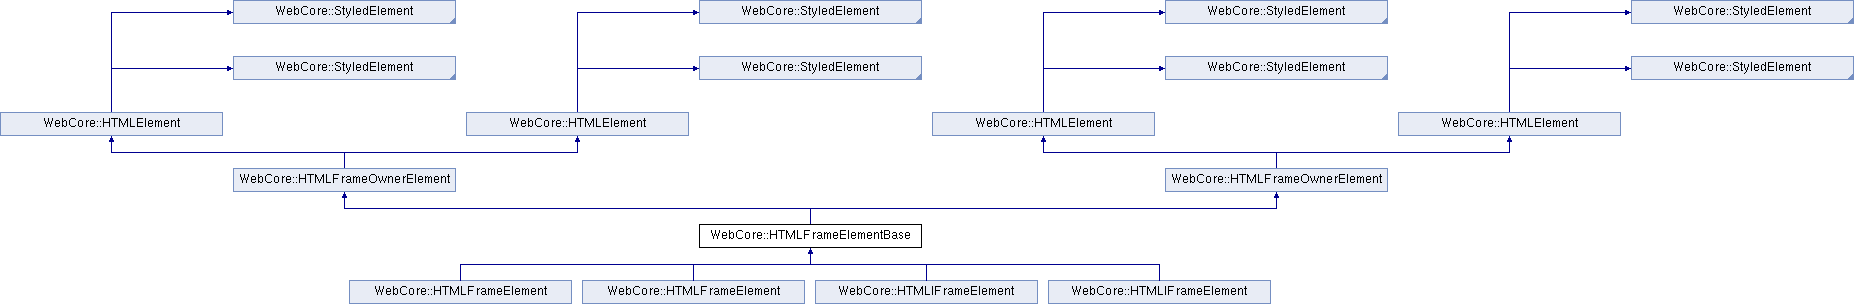 WebCore::StyledElement WebCore::StyledElement WebCore::StyledElement WebCore::StyledElement
WebCore::StyledElement WebCore::StyledElement WebCore::StyledElement WebCore::StyledElement
WebCore::HTMLElement WebCore::HTMLElement WebCore::HTMLElement WebCore::HTMLElement
WebCore::HTMLFrameOwnerElement WebCore::HTMLFrameOwnerElement
WebCore::HTMLFrameElementBase
WebCore::HTMLFrameElement WebCore::HTMLFrameElement WebCore::HTMLIFrameElement WebCore::HTMLIFrameElement